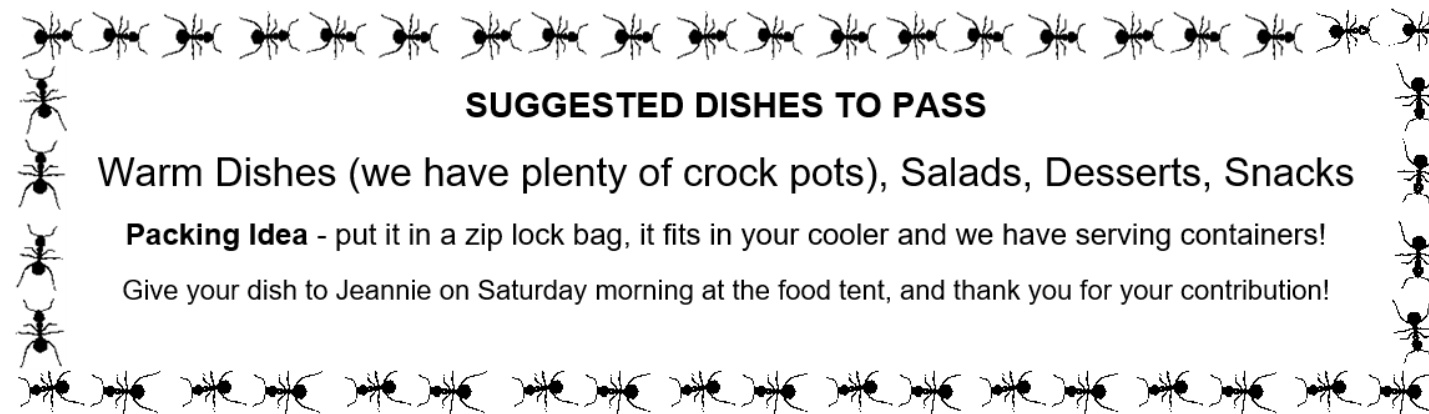 SUGGESTED DISHES TO PASS
Warm Dishes (we have plenty of crock pots), Salads, Desserts, Snacks
Packing Idea - put it in a zip lock bag, it fits in your cooler and we have serving containers!
Give your dish to Jeannie on Saturday morning at the food tent, and thank you for your contribution!